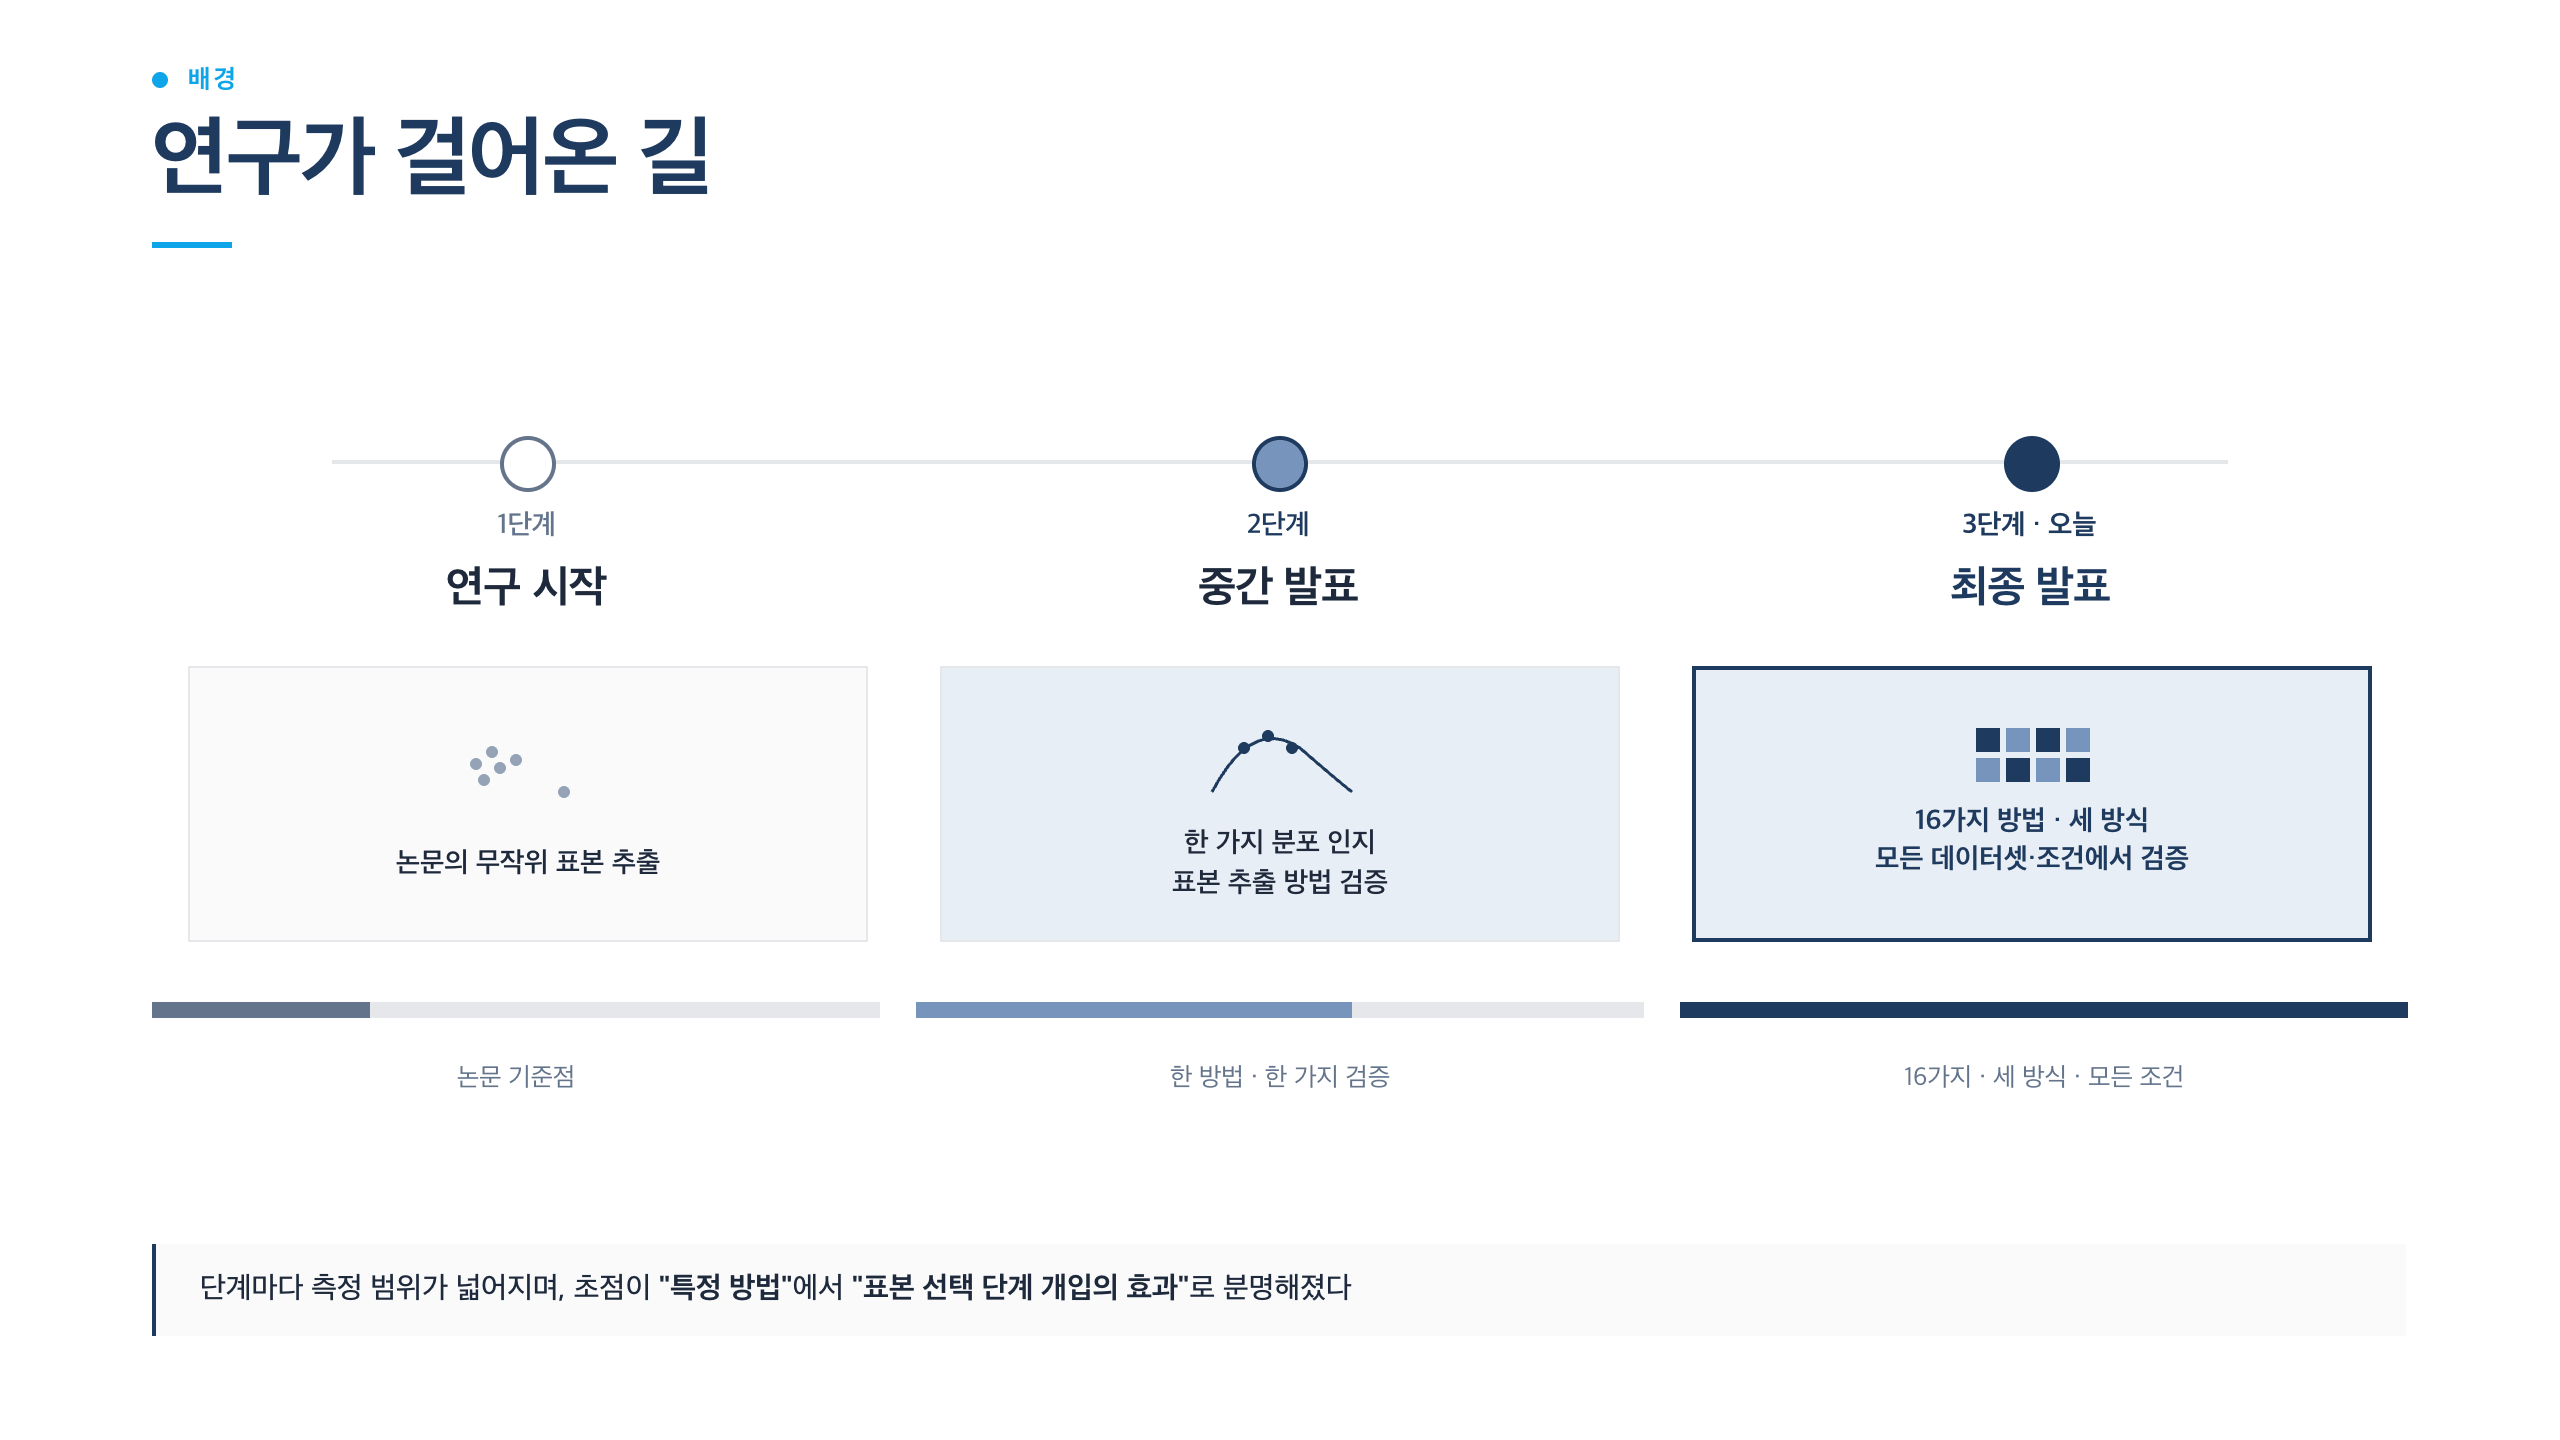 배경
연구가 걸어온 길
1단계
연구 시작
2단계
중간 발표
3단계 · 오늘
최종 발표
논문의 무작위 표본 추출
한 가지 분포 인지
표본 추출 방법 검증
16가지 방법 · 세 방식
모든 데이터셋·조건에서 검증
논문 기준점
한 방법 · 한 가지 검증
16가지 · 세 방식 · 모든 조건
단계마다 측정 범위가 넓어지며, 초점이 "특정 방법"에서 "표본 선택 단계 개입의 효과"로 분명해졌다